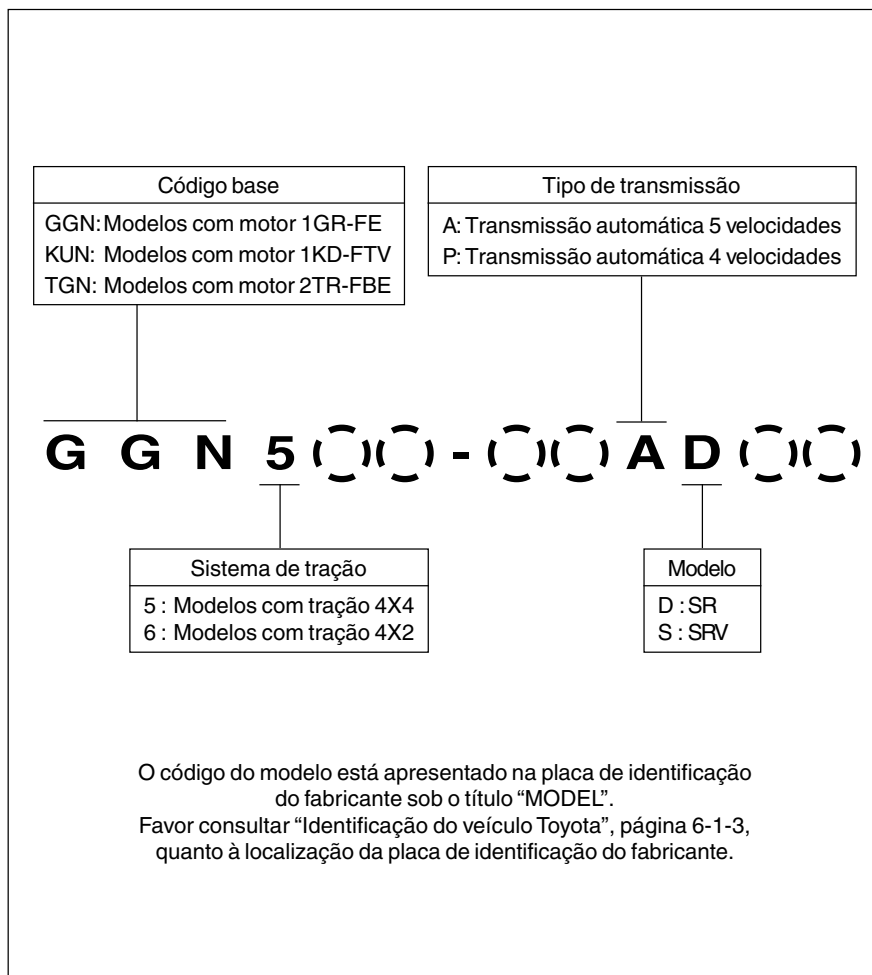 Código base
GGN: Modelos com motor 1GR-FE
KUN: Modelos com motor 1KD-FTV
TGN: Modelos com motor 2TR-FBE
Tipo de transmissão
A: Transmissão automática 5 velocidades
P: Transmissão automática 4 velocidades
G G N 5 - A D
Sistema de tração
5 : Modelos com tração 4X4
6 : Modelos com tração 4X2
Modelo
D : SR
S : SRV
O código do modelo está apresentado na placa de identificação
do fabricante sob o título “MODEL”.
Favor consultar “Identificação do veículo Toyota”, página 6-1-3,
quanto à localização da placa de identificação do fabricante.